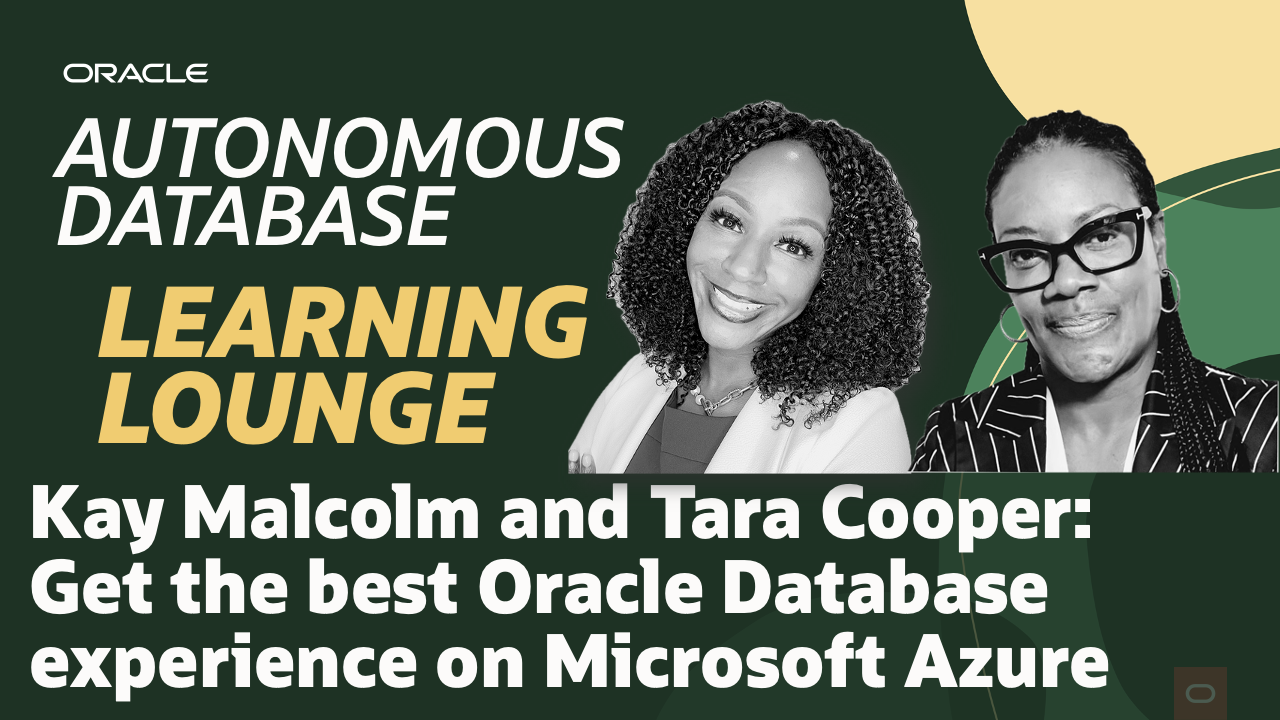 ORACLE
AUTONOMOUS
DATABASE
LEARNING
LOUNGE
Kay Malcolm and Tara Cooper:
Get the best Oracle Database
experience on Microsoft Azure